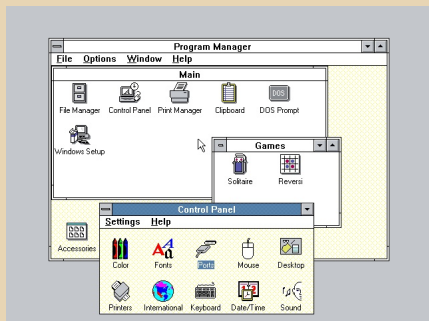 Program Manager
File Options Window Help
Main
File Manager Control Panel Print Manager Clipboard DOS Prompt
DOS
Windows Setup
Games
Solitaire Reversi
Accessories
Control Panel
Settings Help
Color Fonts Ports Mouse Desktop
Printers International Keyboard Date/Time Sound